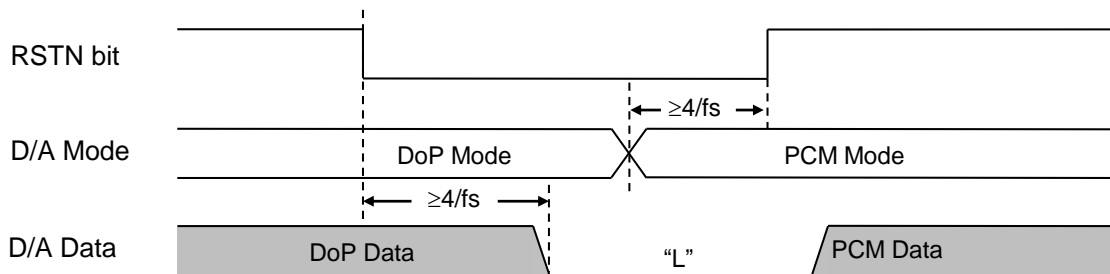 RSTN bit
≥4/fs
D/A Mode
DoP Mode
PCM Mode
≥4/fs
D/A Data
DoP Data
“L”
PCM Data